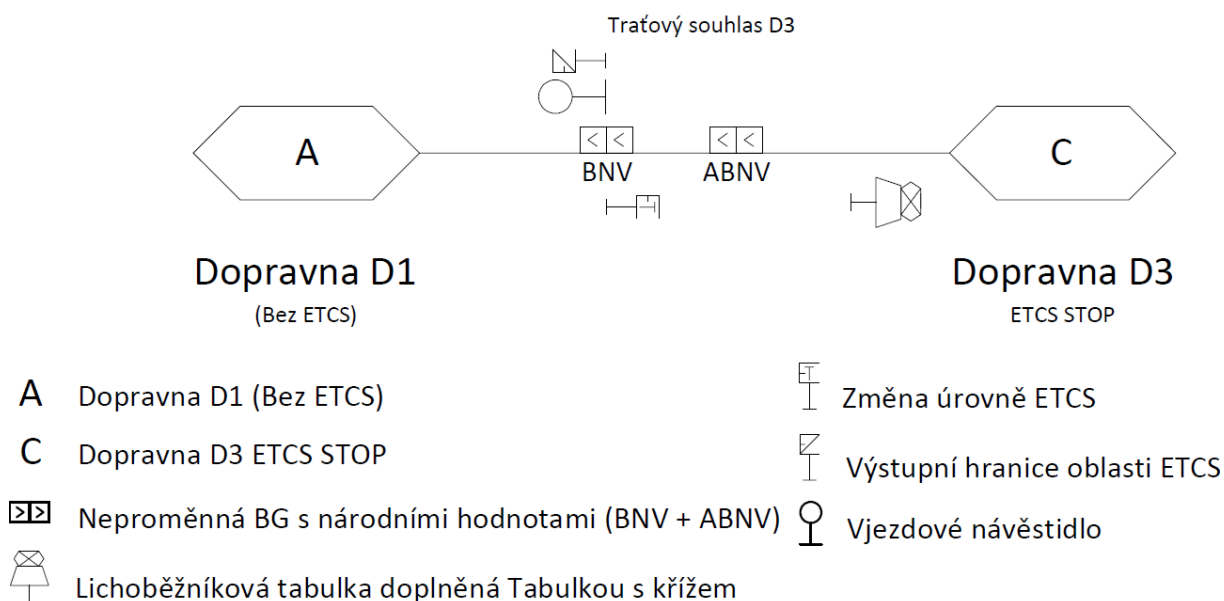 Traťový souhlas D3
A
C
BNV
ABNV
Dopravna D1
Dopravna D3
(Bez ETCS)
ETCS STOP
A Dopravna D1 (Bez ETCS)
Změna úrovně ETCS
C Dopravna D3 ETCS STOP
Výstupní hranice oblasti ETCS
Neproměnná BG s národními hodnotami (BNV + ABNV)
Vjezdové návěstidlo
Lichoběžníková tabulka doplněná Tabulkou s křížem